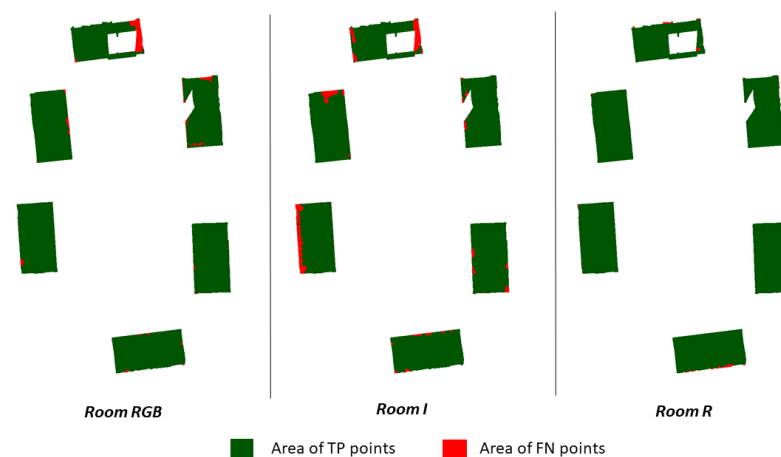 Room RGB
Room I
Room R
Area of TP points
Area of FN points